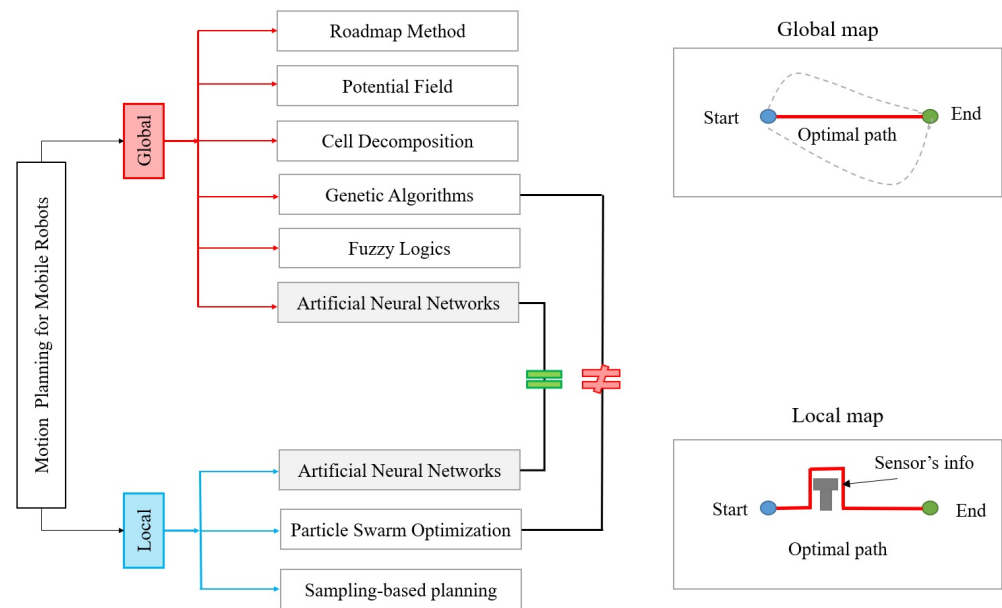 Motion Planning for Mobile Robots
Global
Roadmap Method
Potential Field
Cell Decomposition
Genetic Algorithms
Fuzzy Logics
Artificial Neural Networks
Local
Artificial Neural Networks
Particle Swarm Optimization
Sampling-based planning
Global map
Start
End
Optimal path
Local map
Sensor's info
Start
End
Optimal path